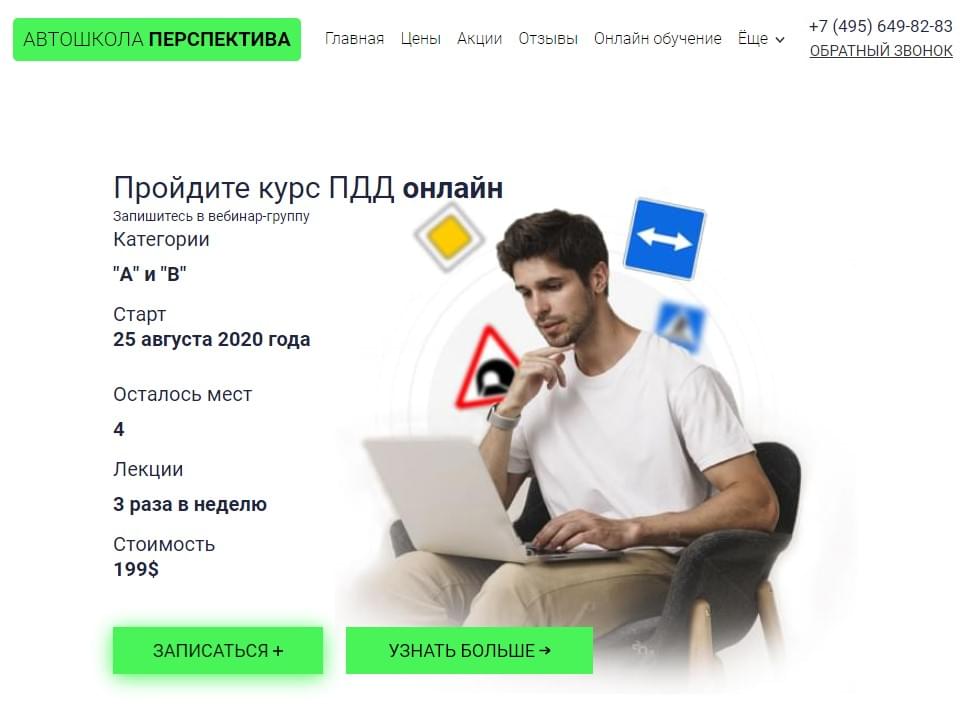 АВТОШКОЛА ПЕРСПЕКТИВА
Главная Цены Акции Отзывы Онлайн обучение Ёще
+7 (495) 649-82-83
ОБРАТНЫЙ ЗВОНОК
Пройдите курс ПДД онлайн
Запишитесь в вебинар-группу
Категории
"А" и "В"
Старт
25 августа 2020 года
Осталось мест
4
Лекции
3 раза в неделю
Стоимость
199$
ЗАПИСАТЬСЯ +
УЗНАТЬ БОЛЬШЕ →